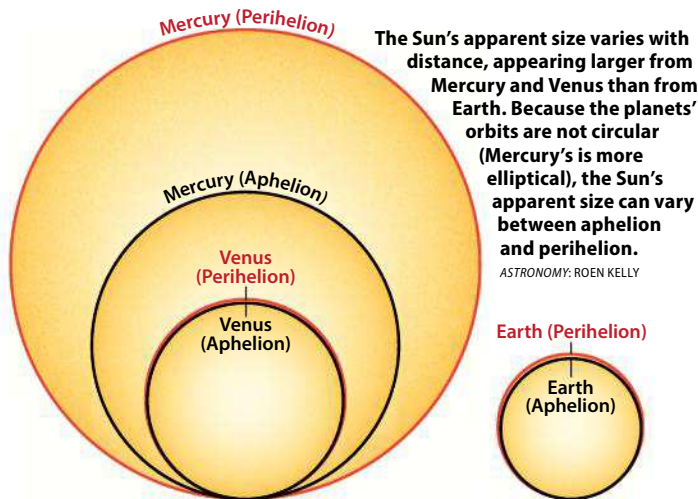 Mercury (Perihelion)
The Sun’s apparent size varies with
distance, appearing larger from
Mercury and Venus than from
Earth. Because the planets’
orbits are not circular
(Mercury’s is more
elliptical), the Sun’s
apparent size can vary
between aphelion
and perihelion.
ASTRONOMY: ROEN KELLY
Mercury (Aphelion)
Venus
(Perihelion)
Venus
(Aphelion)
Earth (Perihelion)
Earth
(Aphelion)